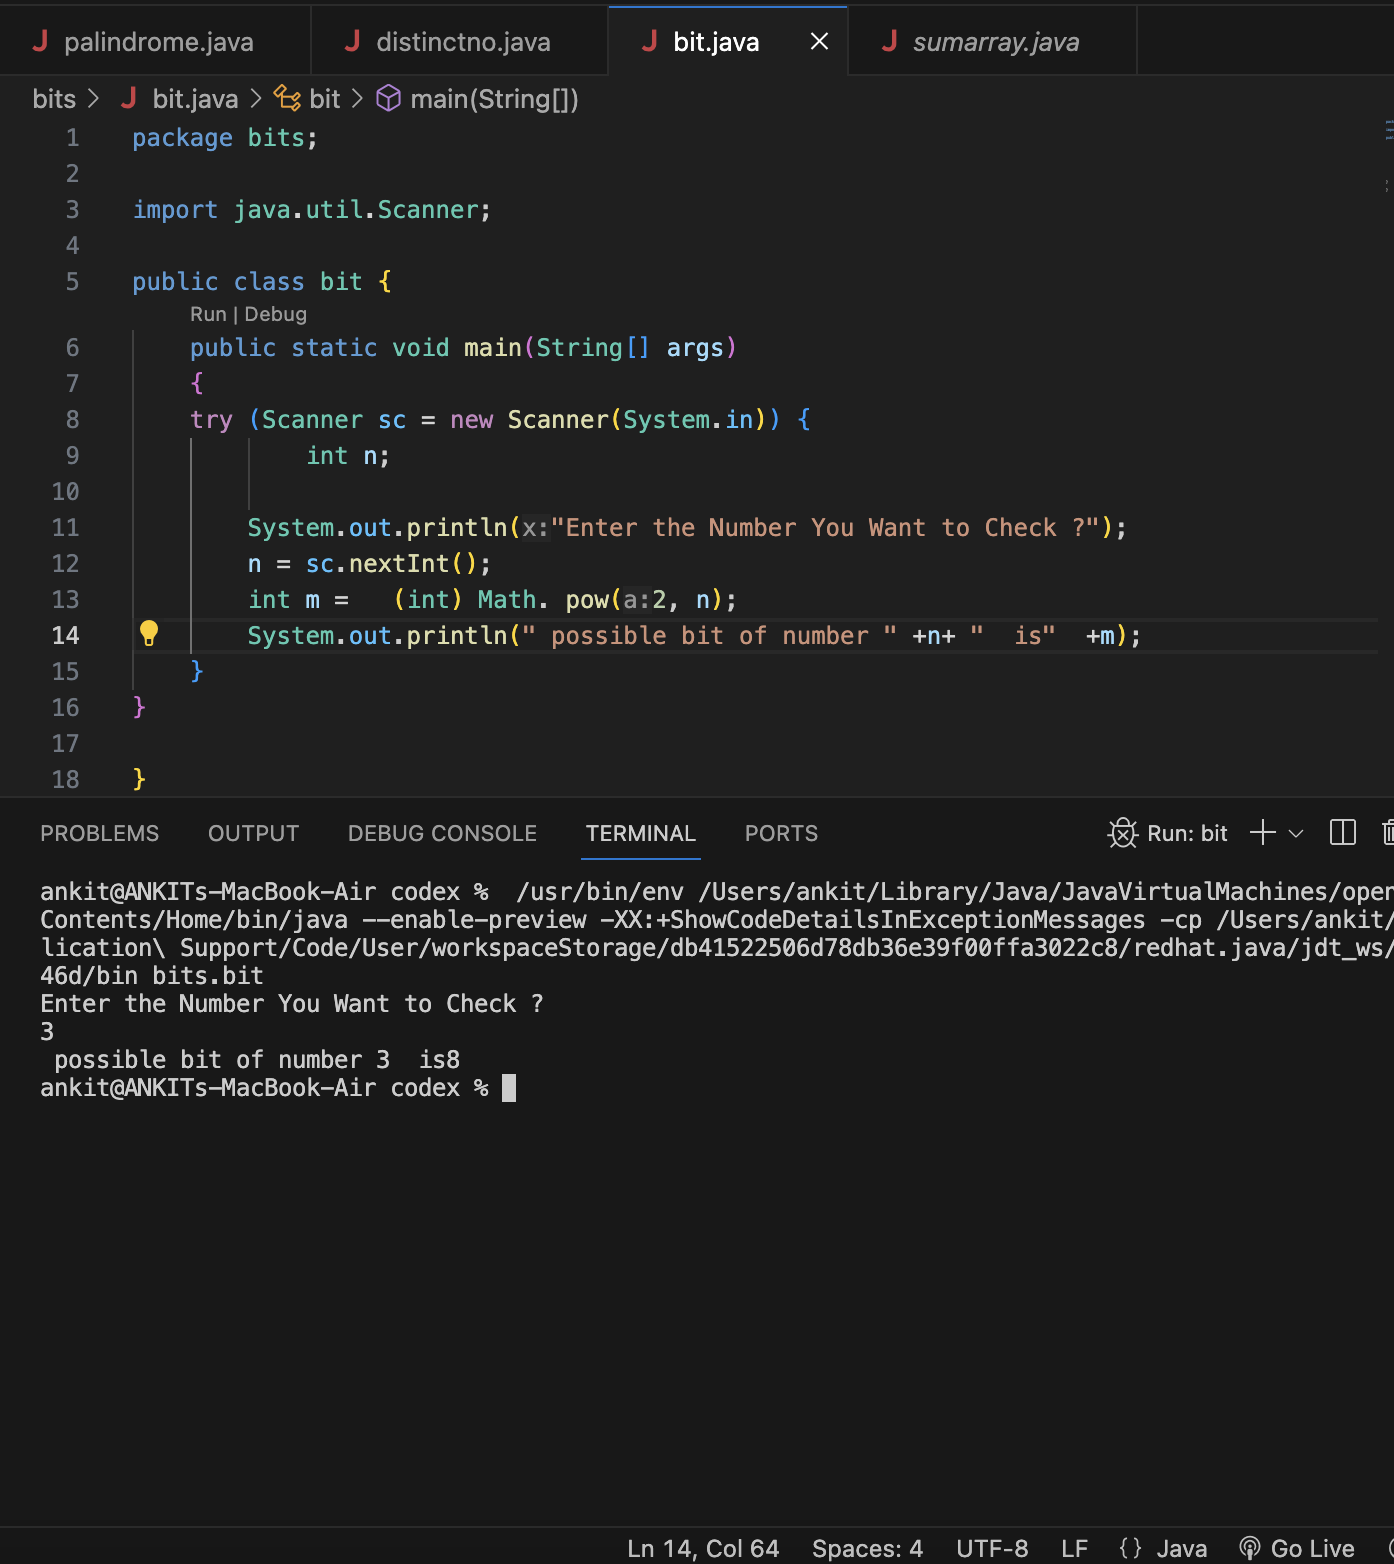 palindrome.java distinctno.java bit.java sumarray.java
bits > bit.java > bit > main(String[])
1 package bits;
2
3 import java.util.Scanner;
4
5 public class bit {
Run | Debug
6 public static void main(String[] args)
7 {
8 try (Scanner sc = new Scanner(System.in)) {
9 int n;
10
11 System.out.println(x:"Enter the Number You Want to Check ?");
12 n = sc.nextInt();
13 int m =   (int) Math. pow(a:2, n);
14 System.out.println(" possible bit of number " +n+ "  is"  +m);
15 }
16 }
17
18 }
PROBLEMS OUTPUT DEBUG CONSOLE TERMINAL PORTS Run: bit
ankit@ANKITs-MacBook-Air codex %  /usr/bin/env /Users/ankit/Library/Java/JavaVirtualMachines/open
Contents/Home/bin/java --enable-preview -XX:+ShowCodeDetailsInExceptionMessages -cp /Users/ankit/
lication\ Support/Code/User/workspaceStorage/db41522506d78db36e39f00ffa3022c8/redhat.java/jdt_ws/
46d/bin bits.bit
Enter the Number You Want to Check ?
3
 possible bit of number 3  is8
ankit@ANKITs-MacBook-Air codex %
Ln 14, Col 64 Spaces: 4 UTF-8 LF {} Java Go Live